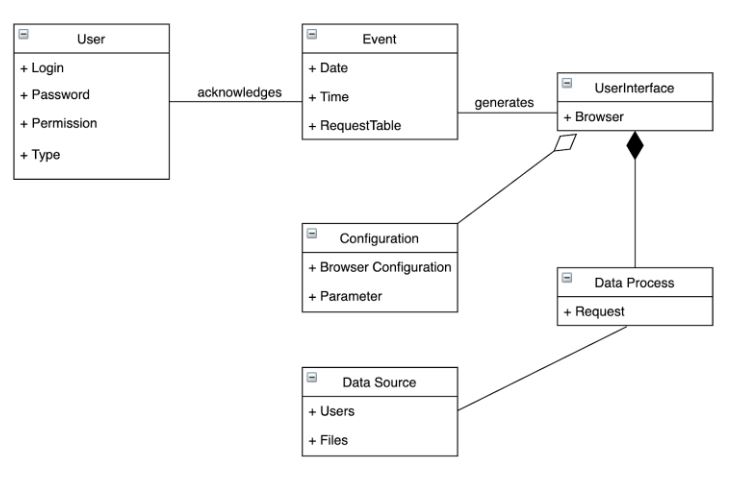 User
+ Login
+ Password
+ Permission
+ Type
acknowledges
Event
+ Date
+ Time
+ RequestTable
generates
UserInterface
+ Browser
Configuration
+ Browser Configuration
+ Parameter
Data Process
+ Request
Data Source
+ Users
+ Files